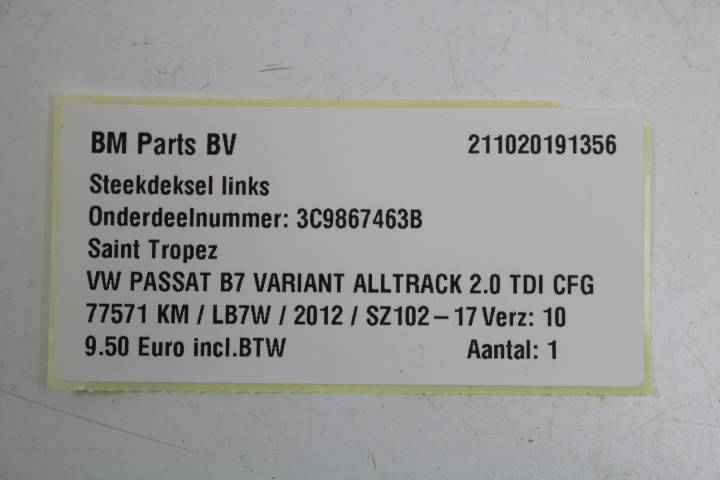 BM Parts BV 211020191356
Steekdeksel links
Onderdeelnummer: 3C9867463B
Saint Tropez
VW PASSAT B7 VARIANT ALLTRACK 2.0 TDI CFG
77571 KM / LB7W / 2012 / SZ102-17 Verz: 10
9.50 Euro incl.BTW Aantal: 1